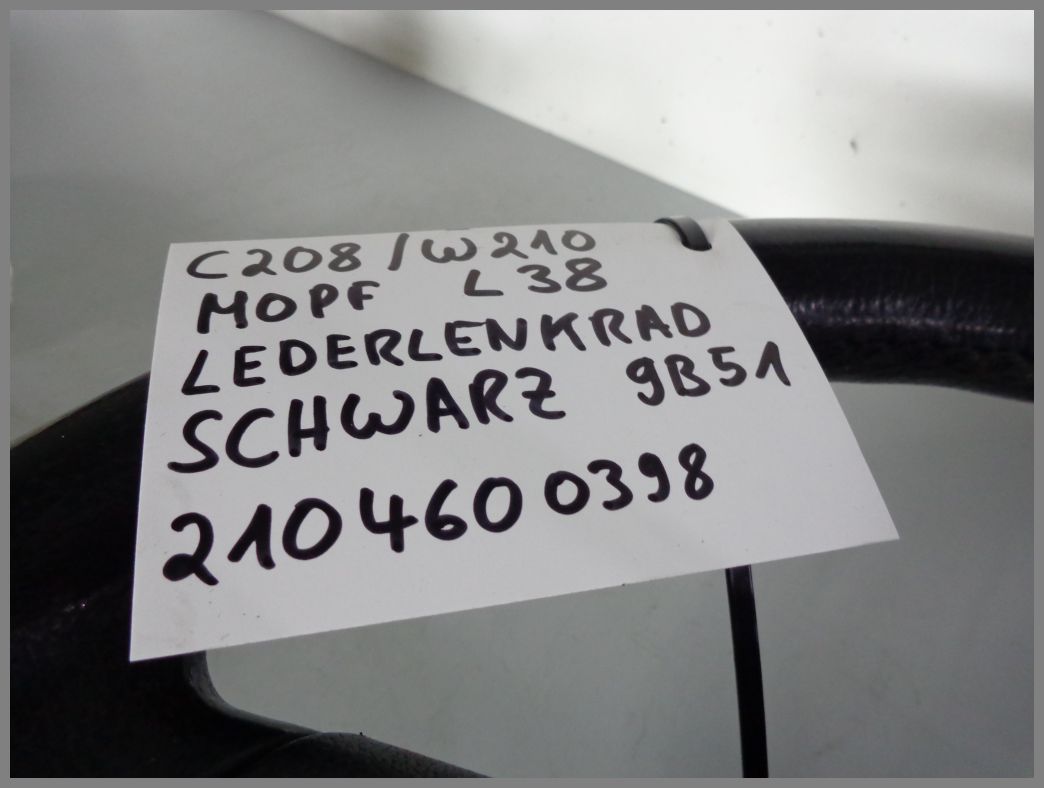 C208/W210
MOPF L38
LEDERLENKRAD
SCHWARZ 9B51
2104600398